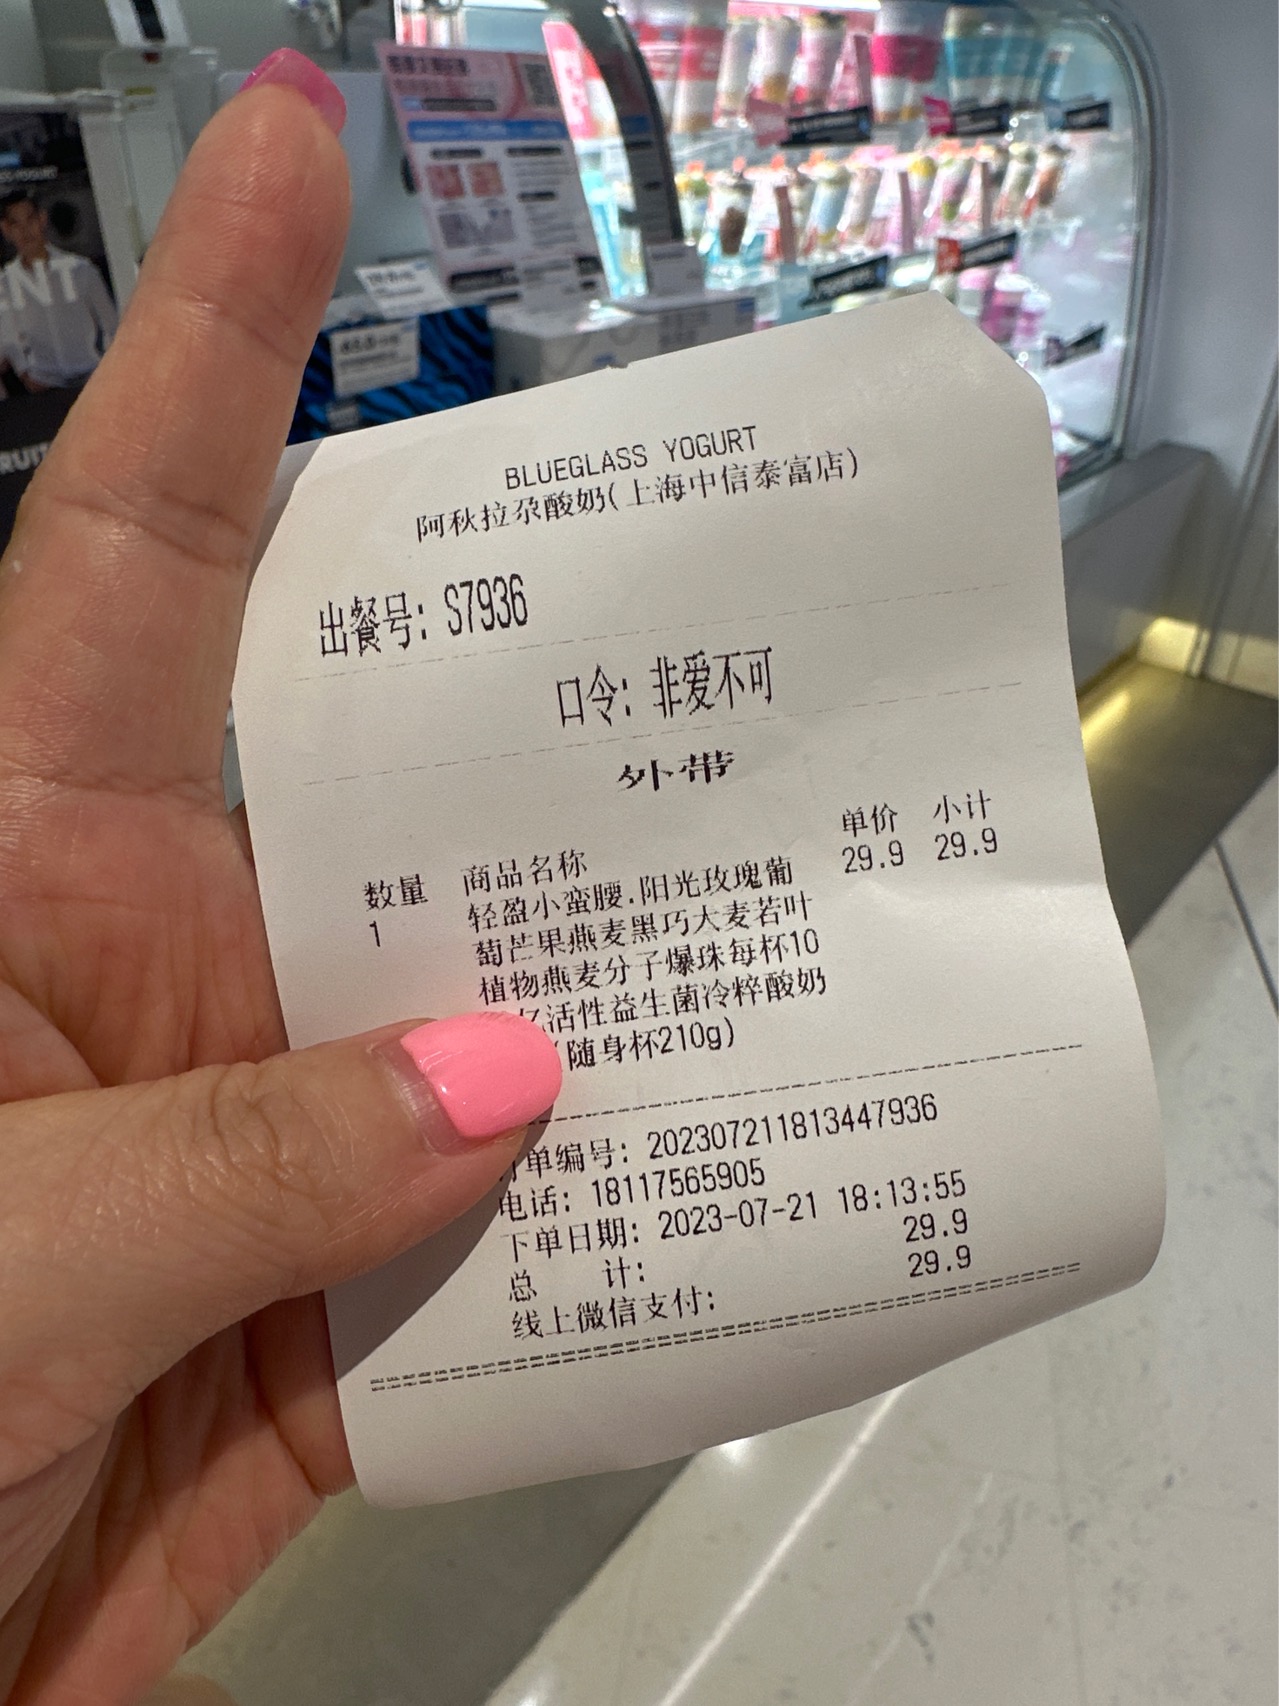 BLUEGLASS YOGURT
阿秋拉尕酸奶(上海中信泰富店)
出餐号: S7936
口令: 非爱不可
外带
数量 商品名称 单价 小计
1 轻盈小蛮腰.阳光玫瑰葡 29.9 29.9
萄芒果燕麦黑巧大麦若叶
植物燕麦分子爆珠每杯10
亿活性益生菌冷粹酸奶
(随身杯210g)
单编号: 202307211813447936
电话: 18117565905
下单日期: 2023-07-21 18:13:55
总 计: 29.9
线上微信支付: 29.9
ENT